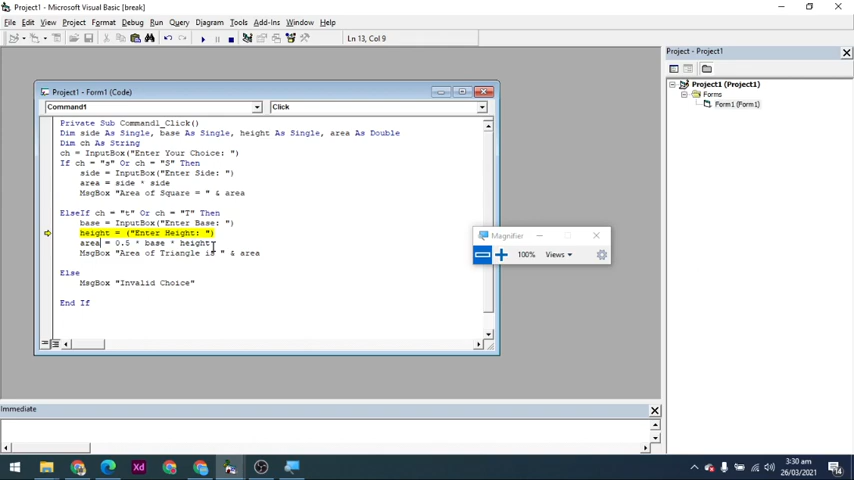 Project1 - Microsoft Visual Basic [break]
File Edit View Project Format Debug Run Query Diagram Tools Add-Ins Window Help
Ln 13, Col 9
Project - Project1
Project1 (Project1)
Forms
Form1 (Form1)
Project1 - Form1 (Code)
Command1 Click
Private Sub Command1_Click()
Dim side As Single, base As Single, height As Single, area As Double
Dim ch As String
ch = InputBox("Enter Your Choice: ")
If ch = "s" Or ch = "S" Then
side = InputBox("Enter Side: ")
area = side * side
MsgBox "Area of Square = " & area
ElseIf ch = "t" Or ch = "T" Then
base = InputBox("Enter Base: ")
height = ("Enter Height: ")
area = 0.5 * base * height
MsgBox "Area of Triangle is " & area
Else
MsgBox "Invalid Choice"
End If
Magnifier
100% Views
Immediate
Xd
3:30 am
26/03/2021
14